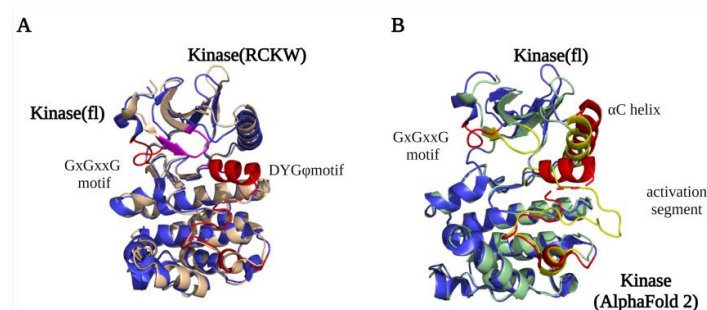 A
Kinase(RCKW)
Kinase(fl)
GxGxxG
motif
DYGφmotif
B
Kinase(fl)
αC helix
GxGxxG
motif
activation
segment
Kinase
(AlphaFold 2)